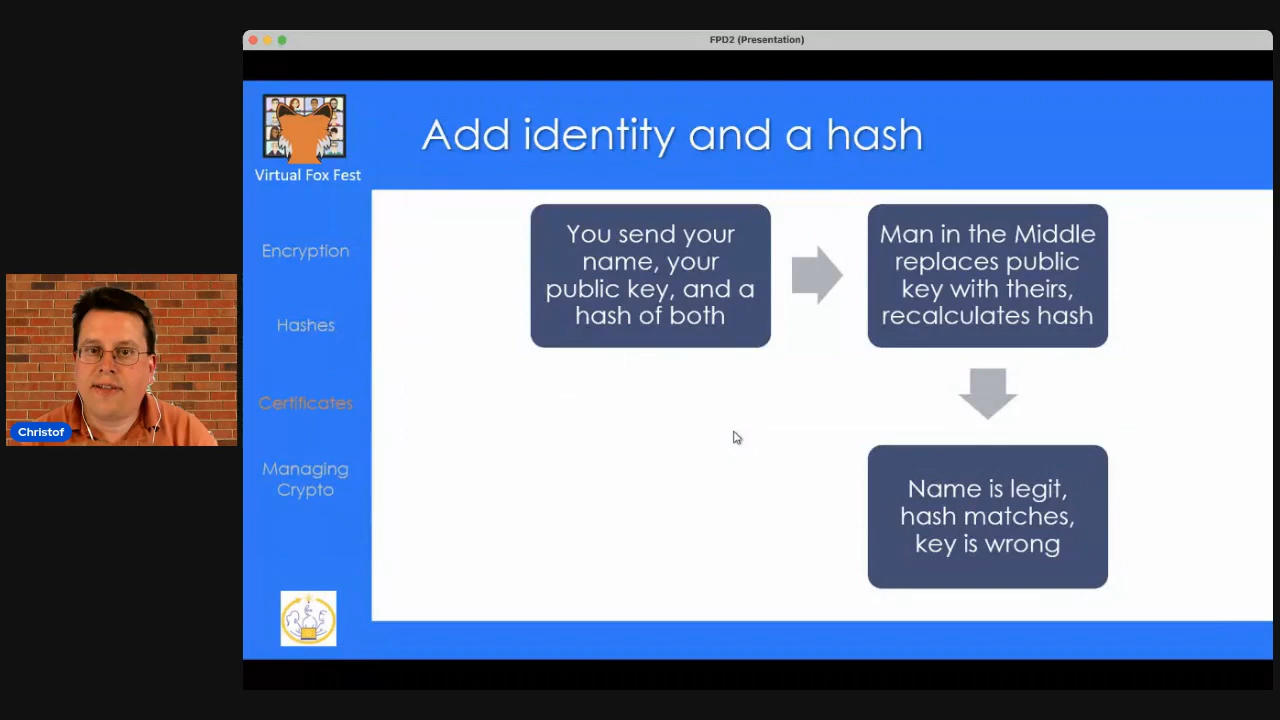 FPD2 (Presentation)
Virtual Fox Fest
Add identity and a hash
Encryption
Hashes
Certificates
Managing
Crypto
You send your
name, your
public key, and a
hash of both
Man in the Middle
replaces public
key with theirs,
recalculates hash
Name is legit,
hash matches,
key is wrong
Christof